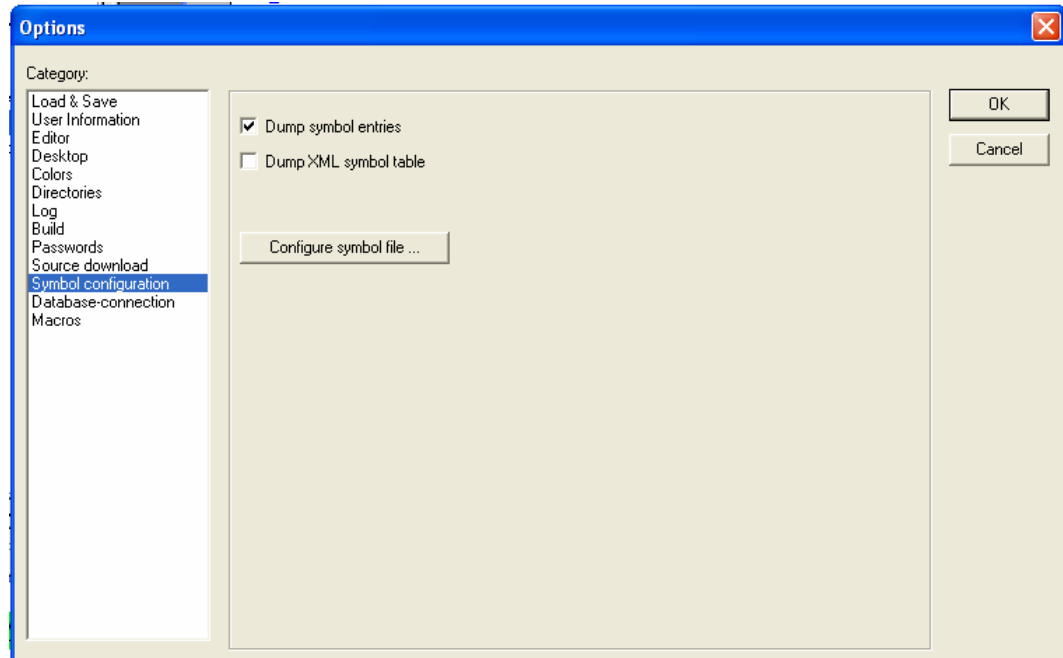 Options
Category:
Load & Save
User Information
Editor
Desktop
Colors
Directories
Log
Build
Passwords
Source download
Symbol configuration
Database-connection
Macros
Dump symbol entries
Dump XML symbol table
Configure symbol file ...
OK
Cancel